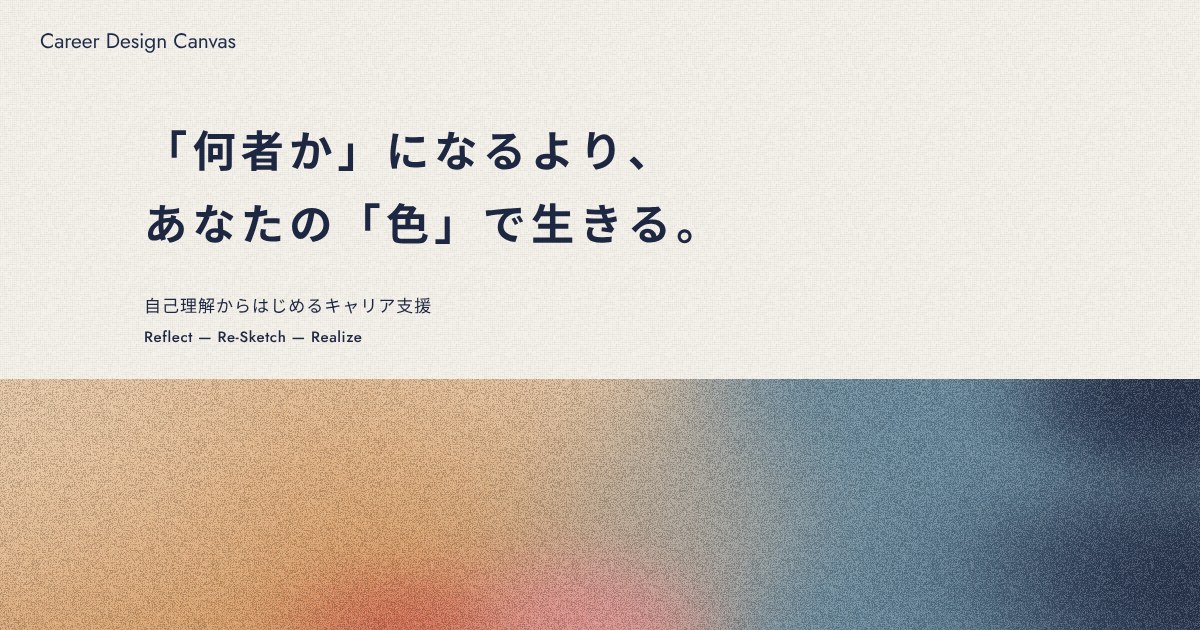 Career Design Canvas
「何者か」になるより、
あなたの「色」で生きる。
自己理解からはじめるキャリア支援
Reflect — Re-Sketch — Realize